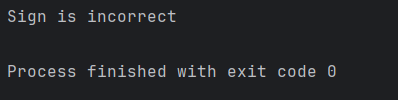 Sign is incorrect
Process finished with exit code 0